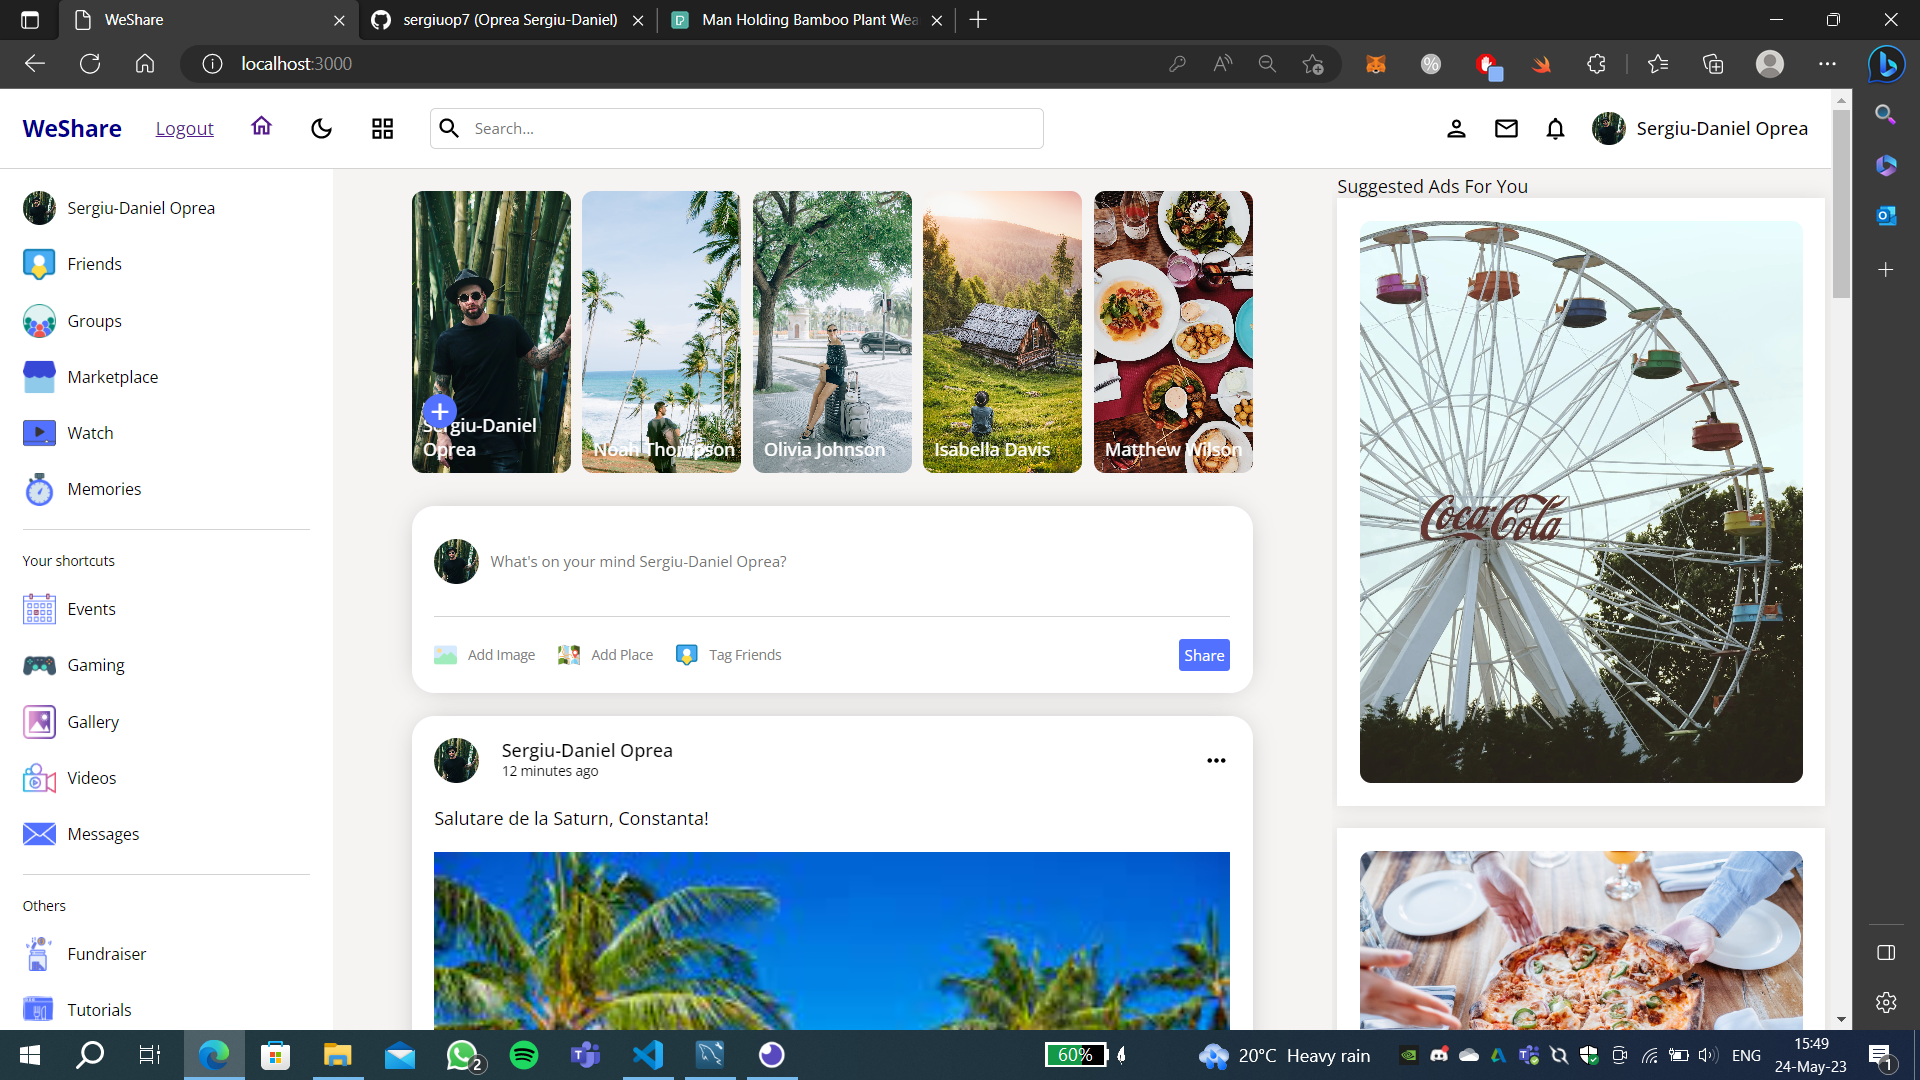 WeShare
sergiuop7 (Oprea Sergiu-Daniel)
Man Holding Bamboo Plant Wea
localhost:3000
WeShare
Logout
Search...
Sergiu-Daniel Oprea
Sergiu-Daniel Oprea
Friends
Groups
Marketplace
Watch
Memories
Your shortcuts
Events
Gaming
Gallery
Videos
Messages
Others
Fundraiser
Tutorials
Sergiu-Daniel
Oprea
Noah Thompson
Olivia Johnson
Isabella Davis
Matthew Wilson
What's on your mind Sergiu-Daniel Oprea?
Add Image
Add Place
Tag Friends
Share
Sergiu-Daniel Oprea
12 minutes ago
Salutare de la Saturn, Constanta!
Suggested Ads For You
Coca-Cola
2
60%
20°C Heavy rain
ENG
15:49
24-May-23
1